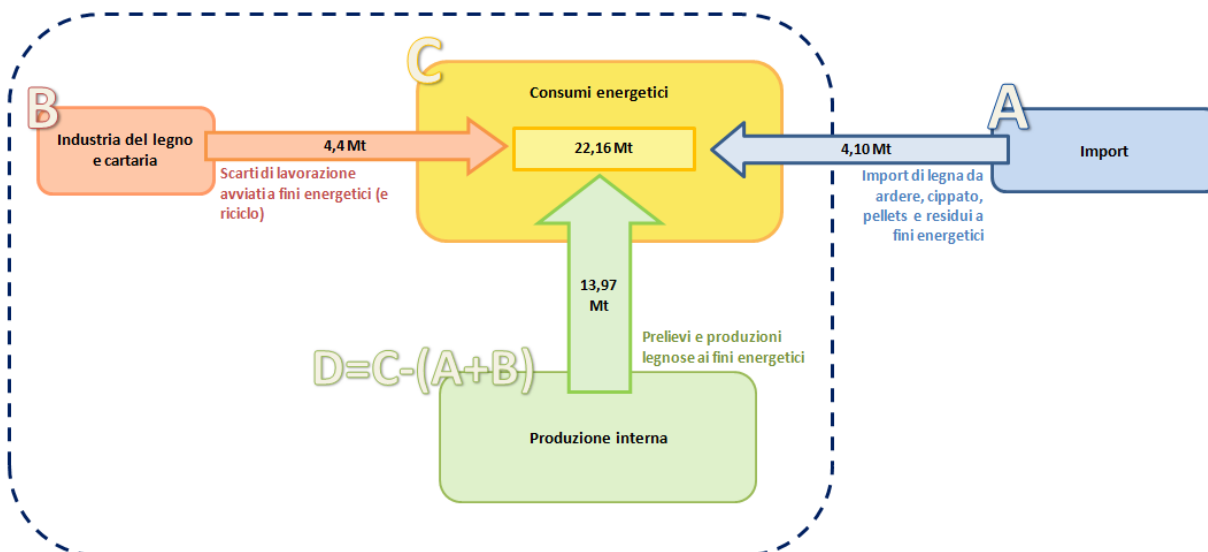 C
Consumi energetici
B
Industria del legno
e cartaria
4,4 Mt
22,16 Mt
4,10 Mt
A
Import
Scarti di lavorazione
avviati a fini energetici (e
riciclo)
Import di legna da
ardere, cippato,
pellets e residui a
fini energetici
13,97
Mt
Prelievi e produzioni
legnose ai fini energetici
D=C-(A+B)
Produzione interna